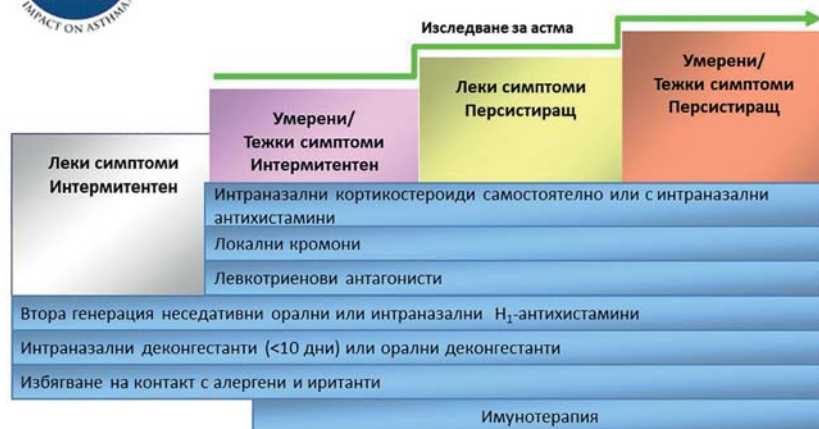 IMPACT ON ASTHMA
Изследване за астма
Умерени/
Тежки симптоми
Персистиращ
Леки симптоми
Персистиращ
Умерени/
Тежки симптоми
Интермитентен
Леки симптоми
Интермитентен
Интраназални кортикостероиди самостоятелно или с интраназални
антихистамини
Локални кромони
Левкотриенови антагонисти
Втора генерация неседативни орални или интраназални H₁-антихистамини
Интраназални деконгестанти (<10 дни) или орални деконгестанти
Избягване на контакт с алергени и иританти
Имунотерапия